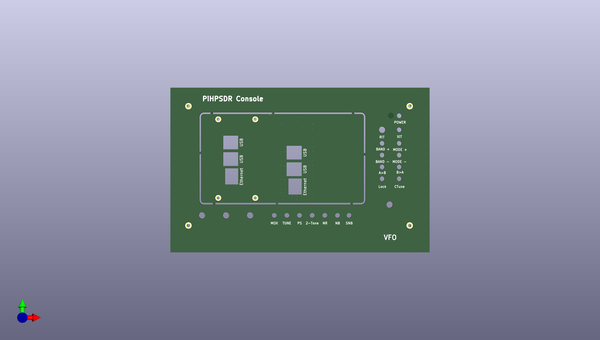 PIHPSDR Console
POWER
RIT XIT
BAND + MODE +
BAND - MODE -
A>B B>A
Lock CTune
USB USB
USB USB
Ethernet Ethernet
MOX TUNE PS 2-Tone NR NB SNB
VFO